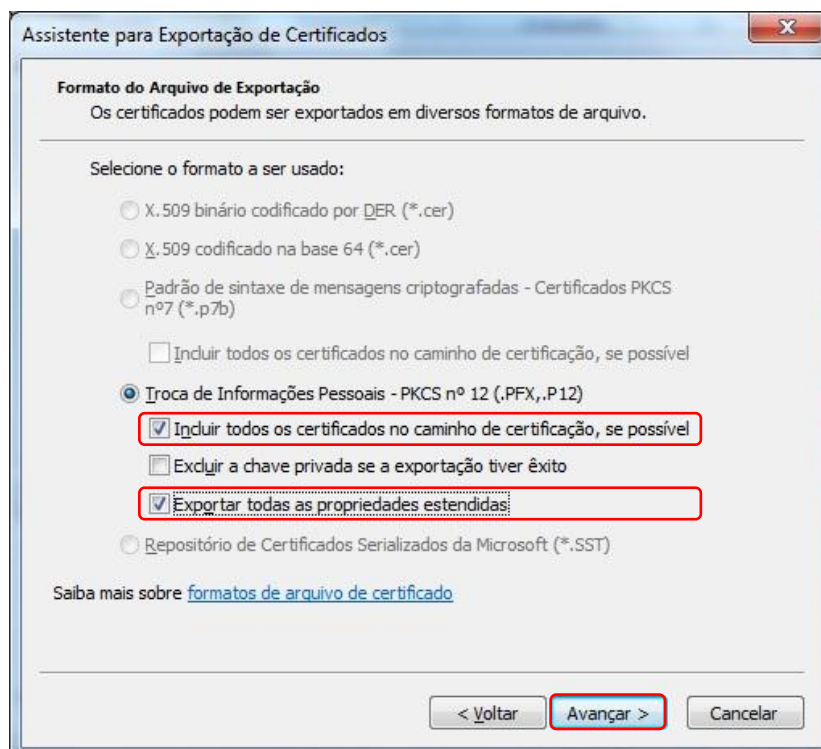 Assistente para Exportação de Certificados
Formato do Arquivo de Exportação
Os certificados podem ser exportados em diversos formatos de arquivo.
Selecione o formato a ser usado:
X.509 binário codificado por DER (*.cer)
X.509 codificado na base 64 (*.cer)
Padrão de sintaxe de mensagens criptografadas - Certificados PKCS
nº7 (*.p7b)
Incluir todos os certificados no caminho de certificação, se possível
Troca de Informações Pessoais - PKCS nº 12 (.PFX,.P12)
Incluir todos os certificados no caminho de certificação, se possível
Excluir a chave privada se a exportação tiver êxito
Exportar todas as propriedades estendidas
Repositório de Certificados Serializados da Microsoft (*.SST)
Saiba mais sobre formatos de arquivo de certificado
< Voltar Avançar > Cancelar